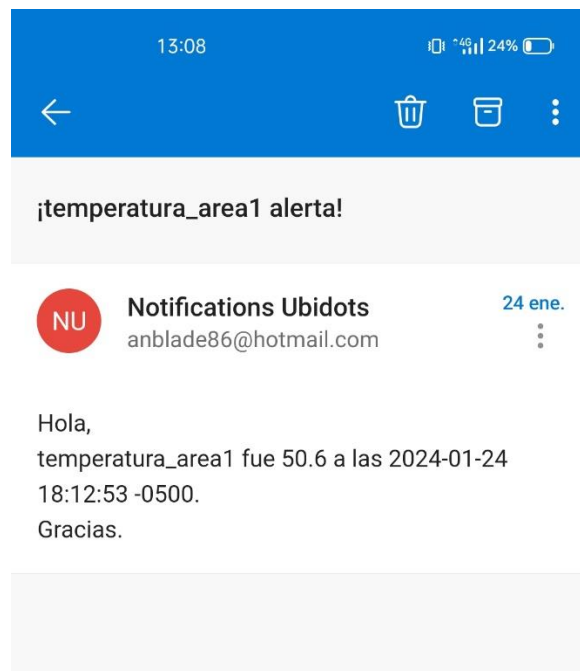 13:08
4G 24%
¡temperatura_area1 alerta!
NU
Notifications Ubidots
24 ene.
anblade86@hotmail.com
Hola,
temperatura_area1 fue 50.6 a las 2024-01-24
18:12:53 -0500.
Gracias.